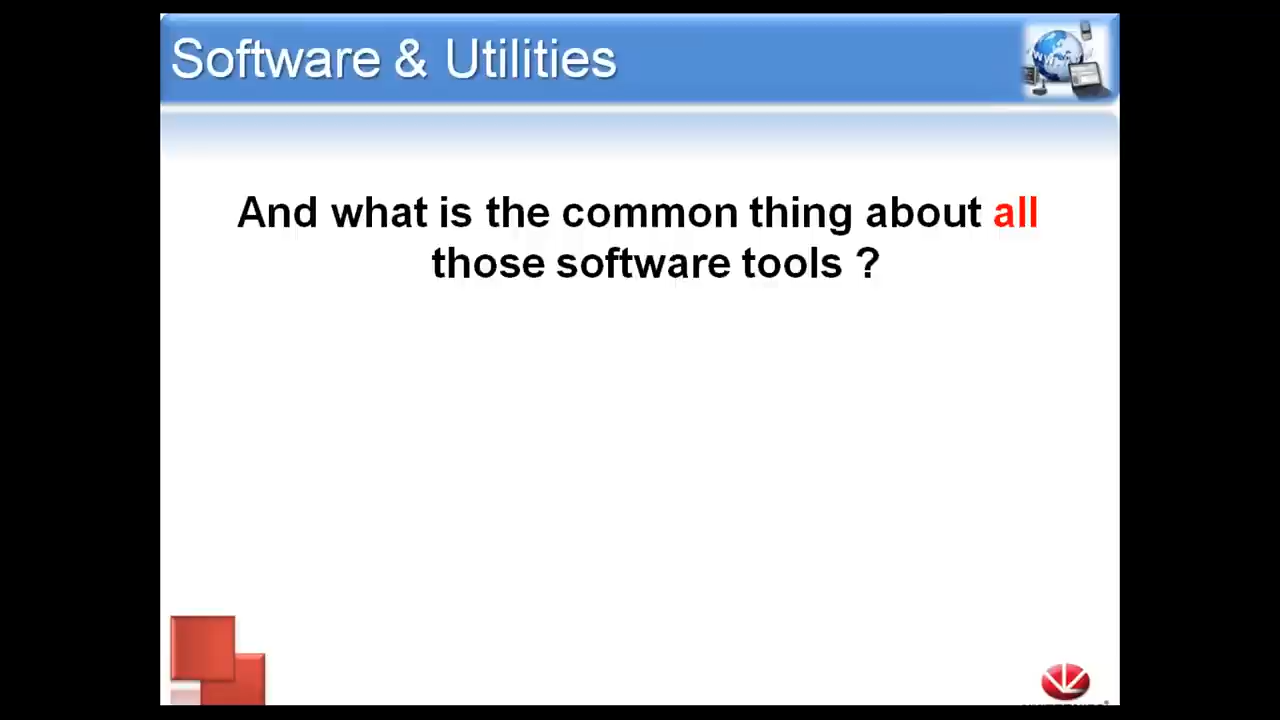 Software & Utilities
And what is the common thing about all
those software tools ?